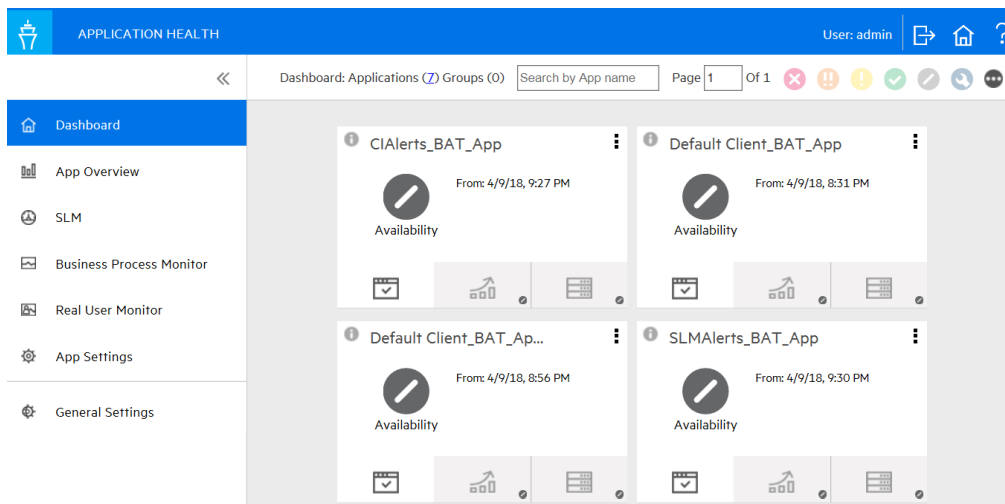 APPLICATION HEALTH
User: admin
?
Dashboard: Applications (7) Groups (0)
Search by App name
Page 1 Of 1
Dashboard
App Overview
SLM
Business Process Monitor
Real User Monitor
App Settings
General Settings
CIAlerts_BAT_App
From: 4/9/18, 9:27 PM
Availability
Default Client_BAT_App
From: 4/9/18, 8:31 PM
Availability
Default Client_BAT_Ap...
From: 4/9/18, 8:56 PM
Availability
SLMAlerts_BAT_App
From: 4/9/18, 9:30 PM
Availability